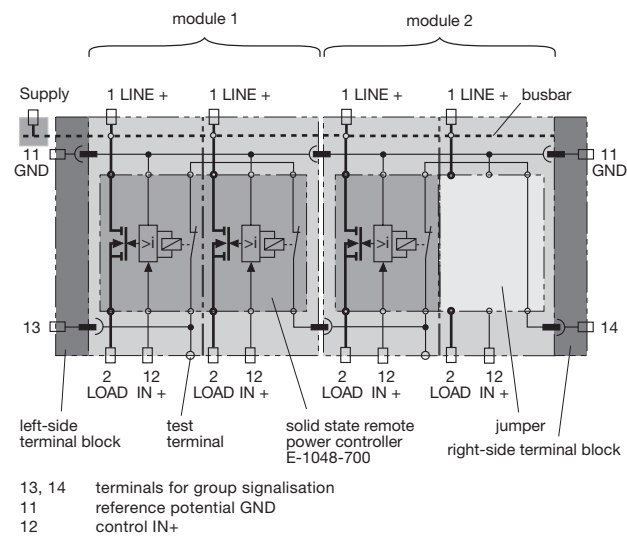 module 1
module 2
Supply
1 LINE +
1 LINE +
1 LINE +
1 LINE +
busbar
11
GND
11
GND
>i
>i
>i
13
14
2
LOAD
12
IN +
2
LOAD
12
IN +
2
LOAD
12
IN +
2
LOAD
12
IN +
left-side
terminal block
test
terminal
solid state remote
power controller
E-1048-700
jumper
right-side terminal block
13, 14 terminals for group signalisation
11 reference potential GND
12 control IN+